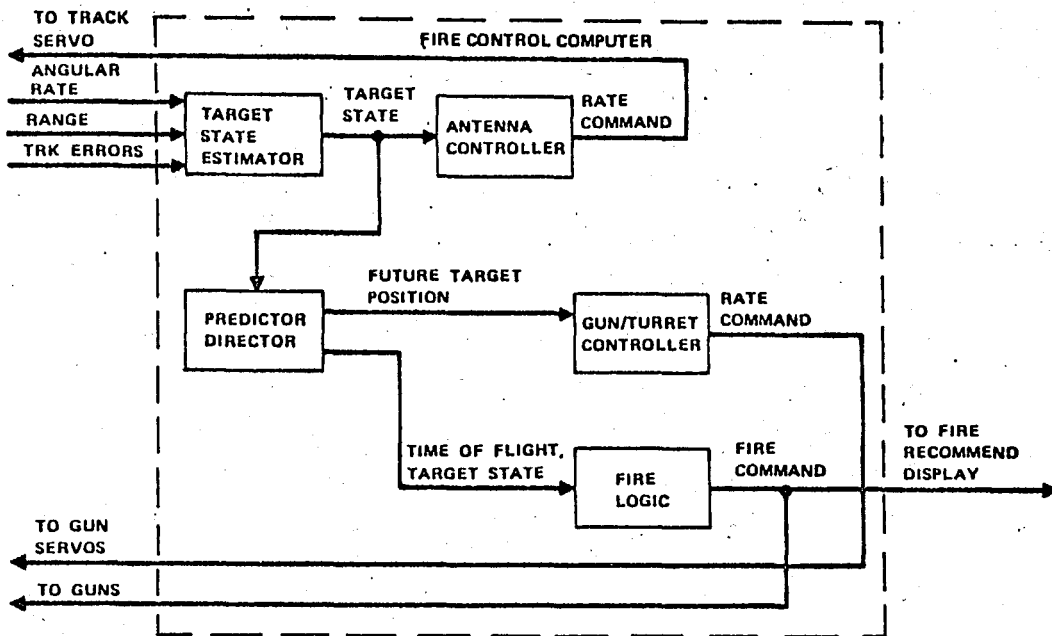 TO TRACK
SERVO
FIRE CONTROL COMPUTER
ANGULAR
RATE
RANGE
TRK ERRORS
TARGET
STATE
ESTIMATOR
TARGET
STATE
ANTENNA
CONTROLLER
RATE
COMMAND
PREDICTOR
DIRECTOR
FUTURE TARGET
POSITION
GUN/TURRET
CONTROLLER
RATE
COMMAND
TIME OF FLIGHT,
TARGET STATE
FIRE
LOGIC
FIRE
COMMAND
TO FIRE
RECOMMEND
DISPLAY
TO GUN
SERVOS
TO GUNS